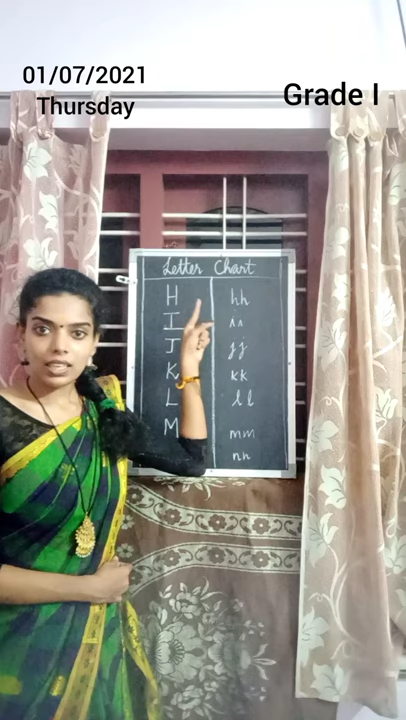 01/07/2021
Thursday
Grade I
Letter Chart
H hh
I ii
J jj
K kk
L ll
M mm
nn